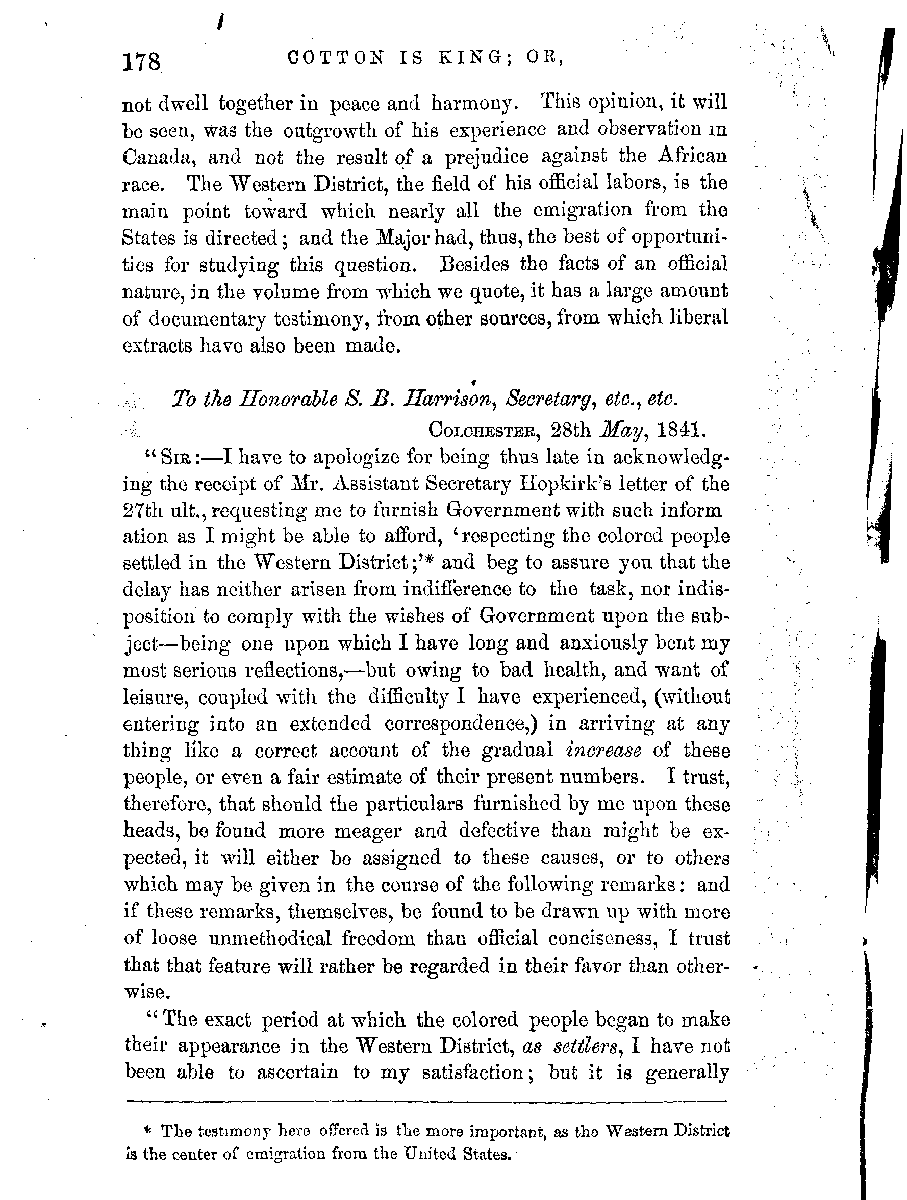 178 COTTON IS KING; OR,
not dwell together in peace and harmony. This opinion, it will
be seen, was the outgrowth of his experience and observation in
Canada, and not the result of a prejudice against the African
race. The Western District, the field of his official labors, is the
main point toward which nearly all the emigration from the
States is directed; and the Major had, thus, the best of opportuni-
ties for studying this question. Besides the facts of an official
nature, in the volume from which we quote, it has a large amount
of documentary testimony, from other sources, from which liberal
extracts have also been made.
To the Honorable S. B. Harrison, Secretary, etc., etc.
COLCHESTER, 28th May, 1841.
"SIR:—I have to apologize for being thus late in acknowledg-
ing the receipt of Mr. Assistant Secretary Hopkirk's letter of the
27th ult., requesting me to furnish Government with such inform
ation as I might be able to afford, 'respecting the colored people
settled in the Western District;'* and beg to assure you that the
delay has neither arisen from indifference to the task, nor indis-
position to comply with the wishes of Government upon the sub-
ject—being one upon which I have long and anxiously bent my
most serious reflections,—but owing to bad health, and want of
leisure, coupled with the difficulty I have experienced, (without
entering into an extended correspondence,) in arriving at any
thing like a correct account of the gradual increase of these
people, or even a fair estimate of their present numbers. I trust,
therefore, that should the particulars furnished by me upon these
heads, be found more meager and defective than might be ex-
pected, it will either be assigned to these causes, or to others
which may be given in the course of the following remarks: and
if these remarks, themselves, be found to be drawn up with more
of loose unmethodical freedom than official conciseness, I trust
that that feature will rather be regarded in their favor than other-
wise.
"The exact period at which the colored people began to make
their appearance in the Western District, as settlers, I have not
been able to ascertain to my satisfaction; but it is generally
* The testimony here offered is the more important, as the Western District
is the center of emigration from the United States.